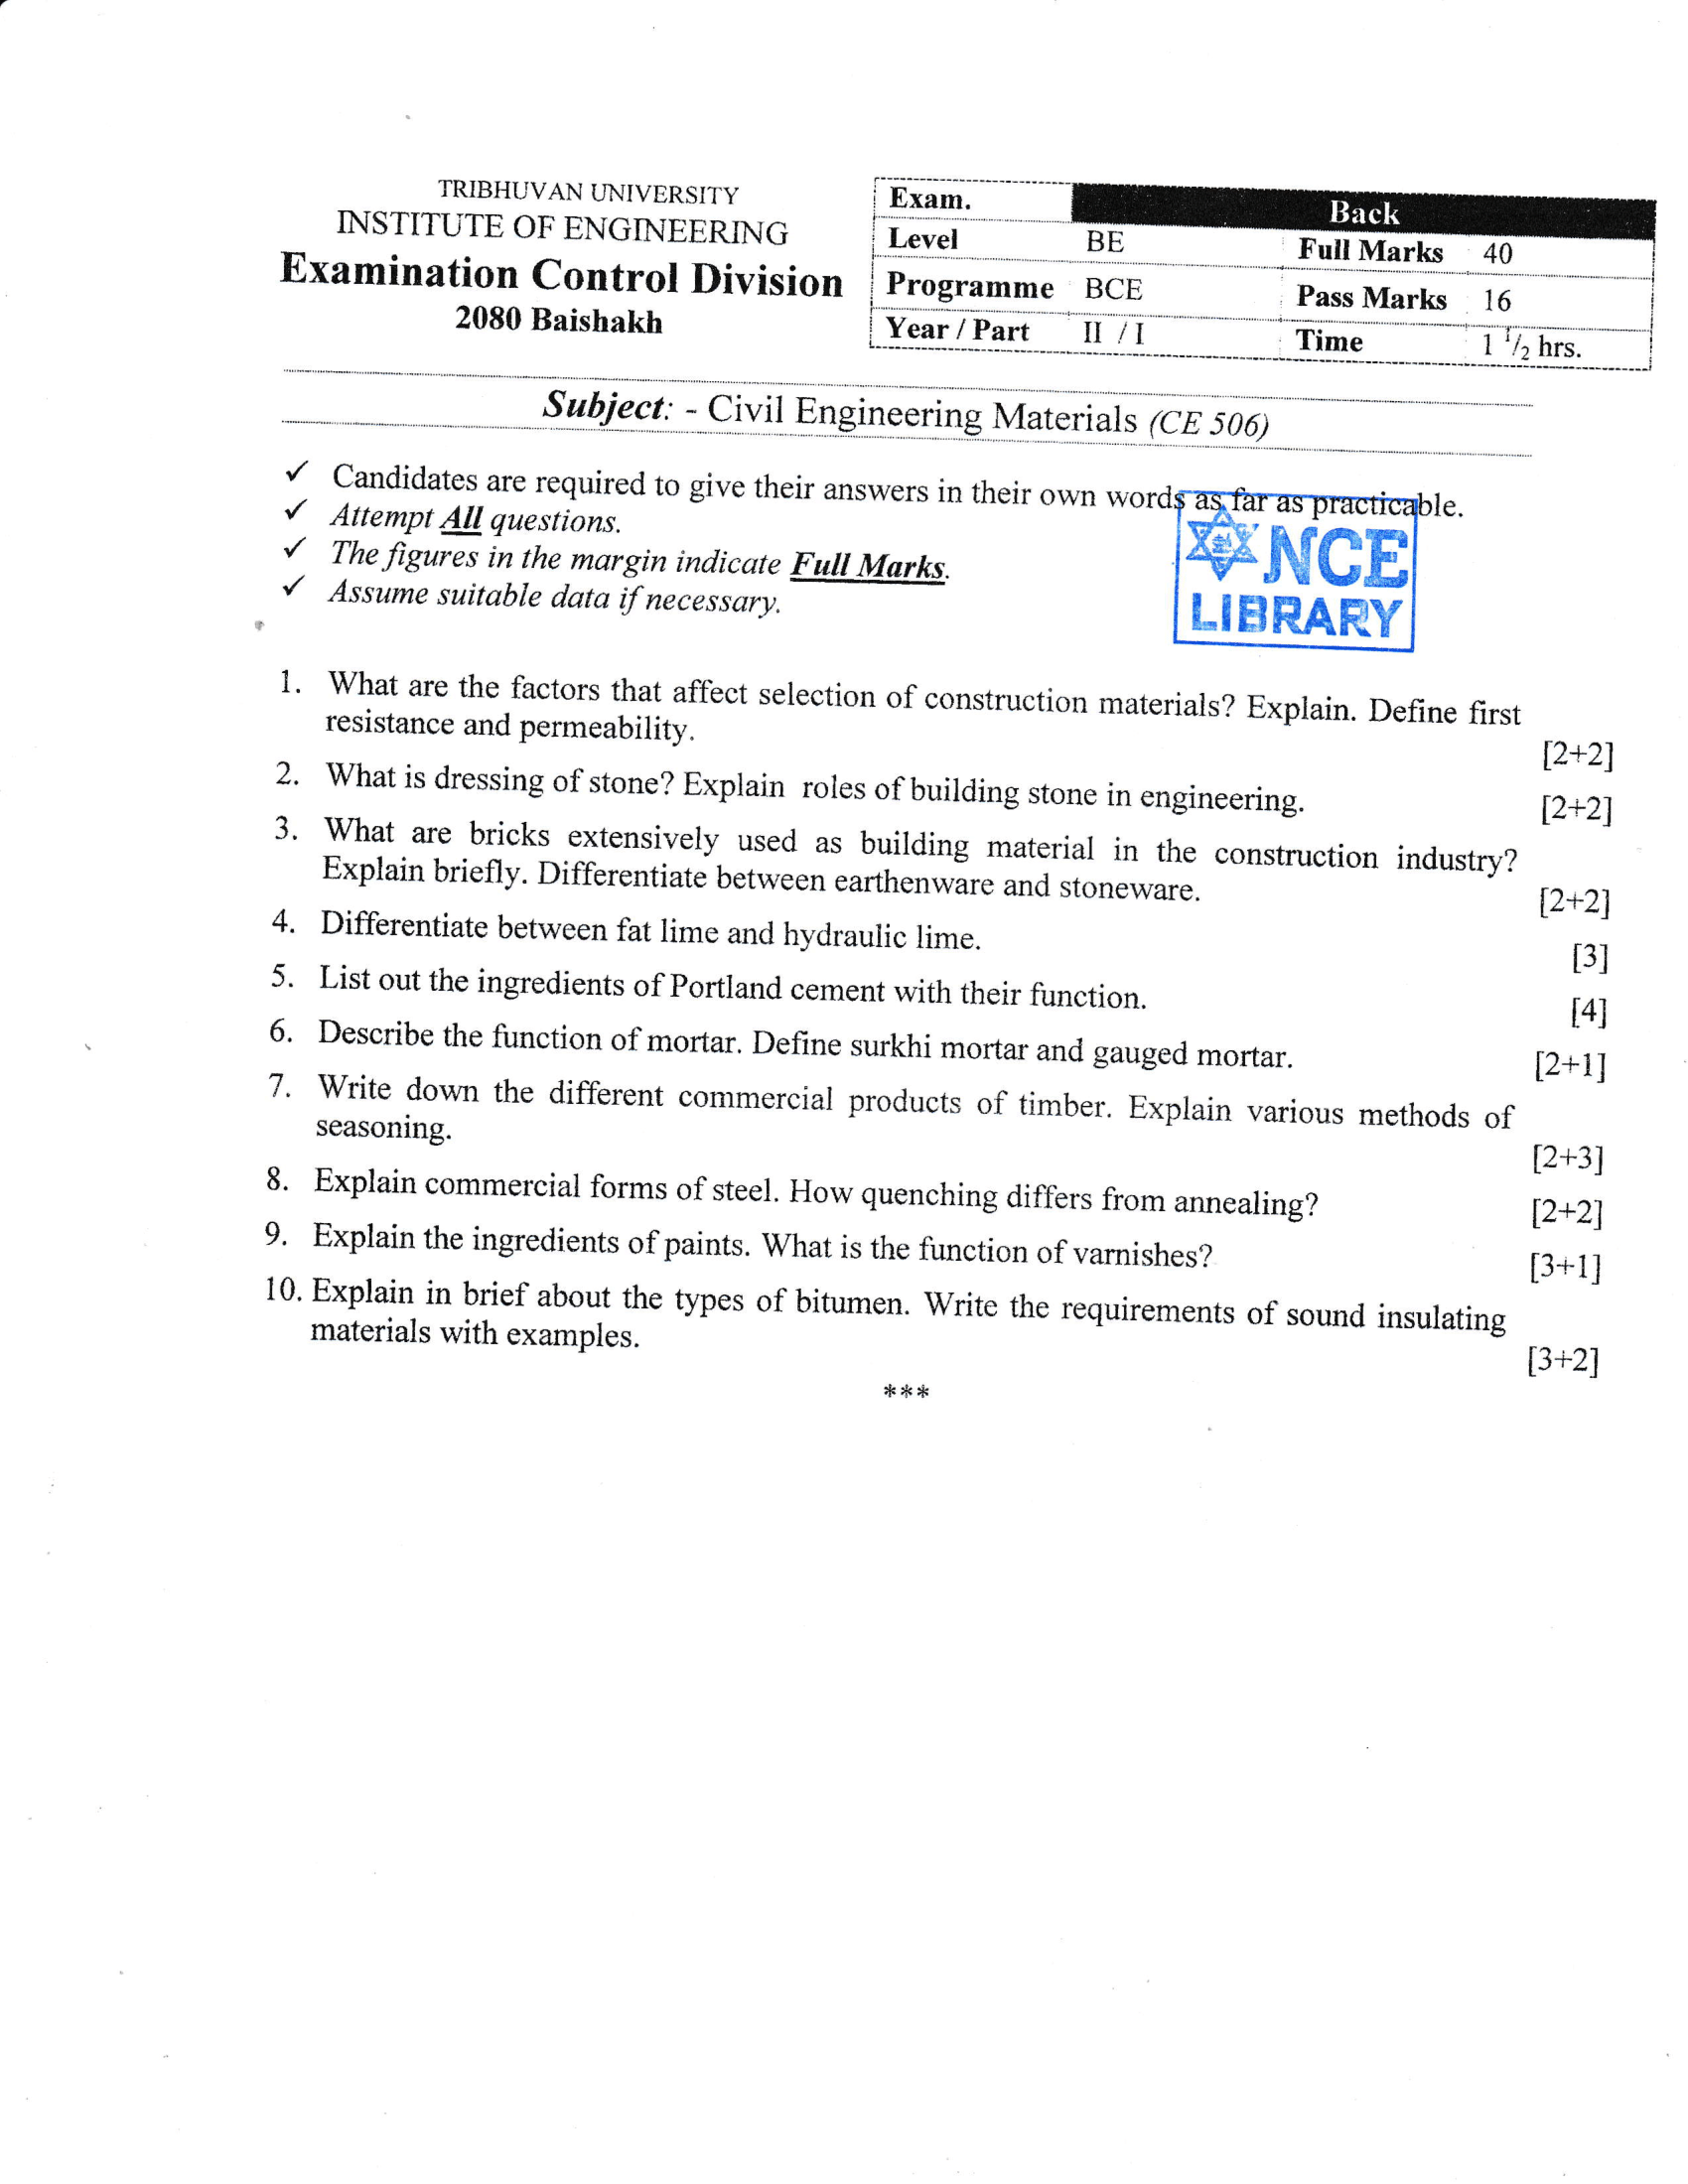 TRIBHUVAN UNIVERSITY
INSTITUTE OF ENGINEERING
Examination Control Division
2080 Baishakh
Exam. Back
Level BE Full Marks 40
Programme BCE Pass Marks 16
Year / Part II / I Time 1 1/2 hrs.
Subject: - Civil Engineering Materials (CE 506)
✓ Candidates are required to give their answers in their own words as far as practicable.
✓ Attempt All questions.
✓ The figures in the margin indicate Full Marks.
✓ Assume suitable data if necessary.
NCE
LIBRARY
1. What are the factors that affect selection of construction materials? Explain. Define first
resistance and permeability. [2+2]
2. What is dressing of stone? Explain roles of building stone in engineering. [2+2]
3. What are bricks extensively used as building material in the construction industry?
Explain briefly. Differentiate between earthenware and stoneware. [2+2]
4. Differentiate between fat lime and hydraulic lime. [3]
5. List out the ingredients of Portland cement with their function. [4]
6. Describe the function of mortar. Define surkhi mortar and gauged mortar. [2+1]
7. Write down the different commercial products of timber. Explain various methods of
seasoning. [2+3]
8. Explain commercial forms of steel. How quenching differs from annealing? [2+2]
9. Explain the ingredients of paints. What is the function of varnishes? [3+1]
10. Explain in brief about the types of bitumen. Write the requirements of sound insulating
materials with examples. [3+2]
***